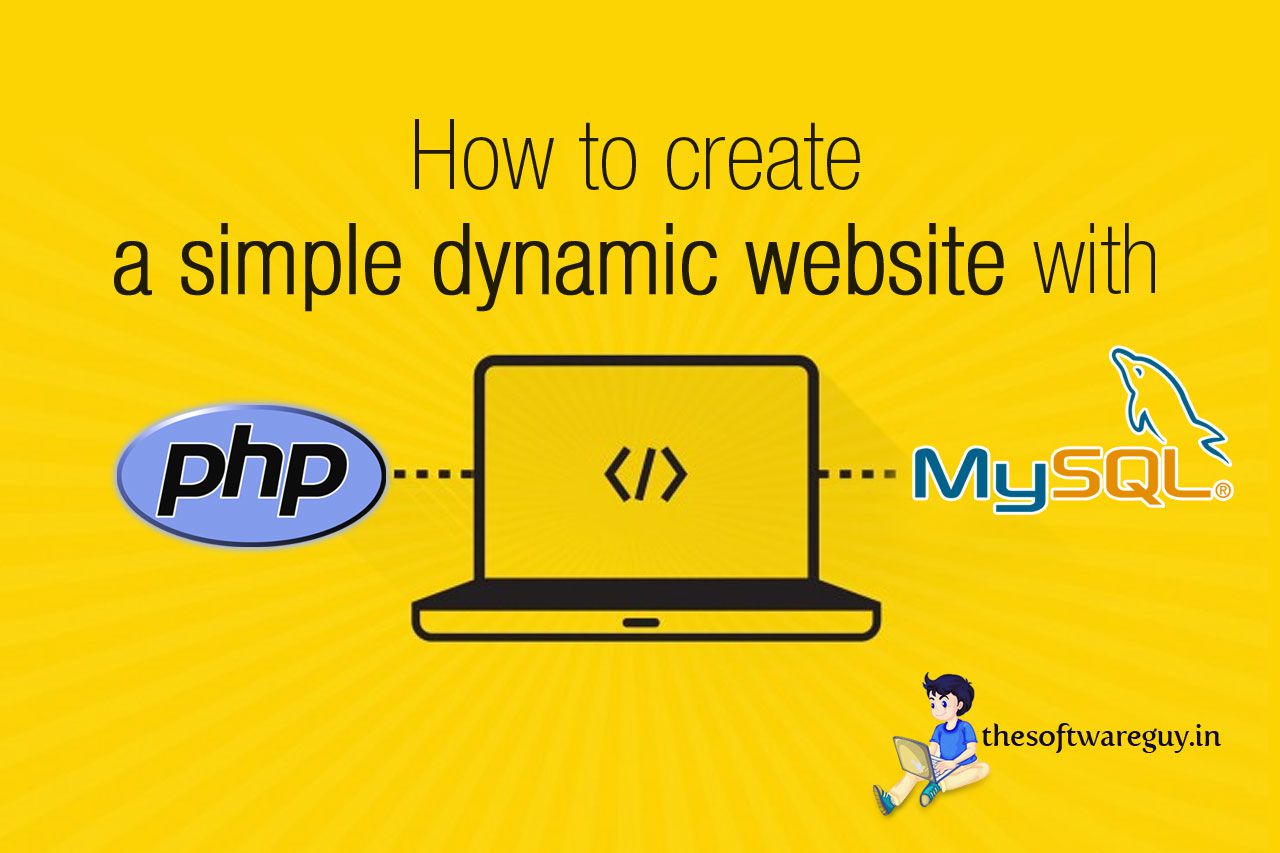 How to create
a simple dynamic website with
php
</>
MySQL®
thesoftwareguy.in